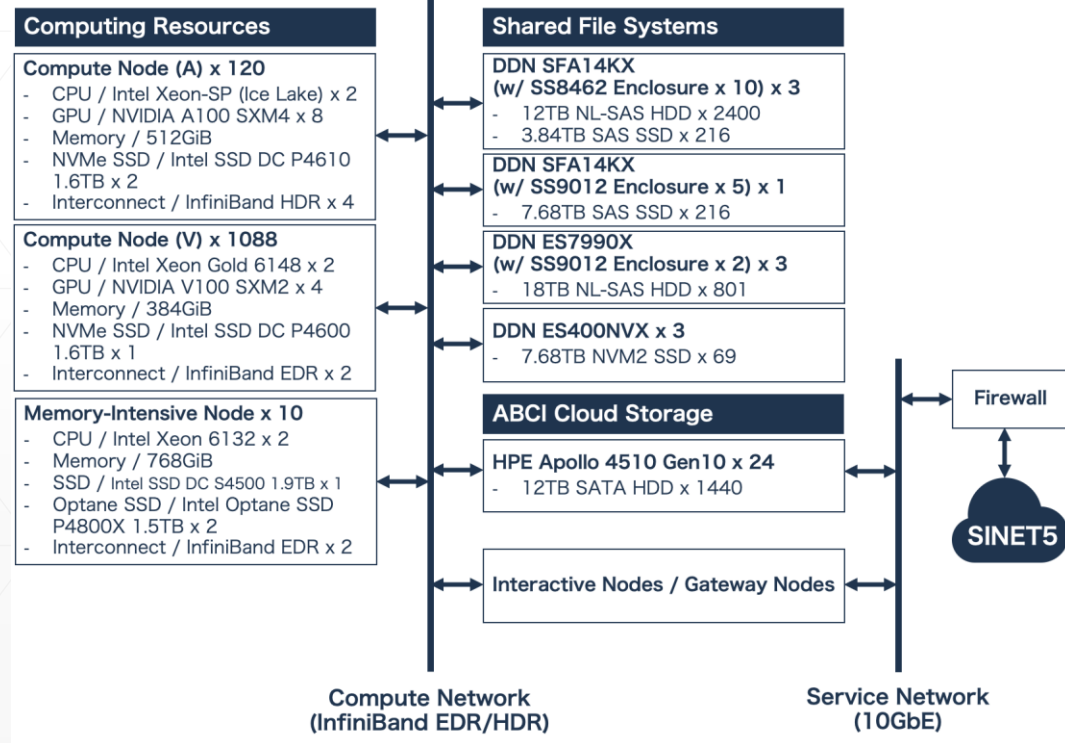 Computing Resources
Compute Node (A) x 120
- CPU / Intel Xeon-SP (Ice Lake) x 2
- GPU / NVIDIA A100 SXM4 x 8
- Memory / 512GiB
- NVMe SSD / Intel SSD DC P4610
1.6TB x 2
- Interconnect / InfiniBand HDR x 4
Compute Node (V) x 1088
- CPU / Intel Xeon Gold 6148 x 2
- GPU / NVIDIA V100 SXM2 x 4
- Memory / 384GiB
- NVMe SSD / Intel SSD DC P4600
1.6TB x 1
- Interconnect / InfiniBand EDR x 2
Memory-Intensive Node x 10
- CPU / Intel Xeon 6132 x 2
- Memory / 768GiB
- SSD / Intel SSD DC S4500 1.9TB x 1
- Optane SSD / Intel Optane SSD
P4800X 1.5TB x 2
- Interconnect / InfiniBand EDR x 2
Shared File Systems
DDN SFA14KX
(w/ SS8462 Enclosure x 10) x 3
- 12TB NL-SAS HDD x 2400
- 3.84TB SAS SSD x 216
DDN SFA14KX
(w/ SS9012 Enclosure x 5) x 1
- 7.68TB SAS SSD x 216
DDN ES7990X
(w/ SS9012 Enclosure x 2) x 3
- 18TB NL-SAS HDD x 801
DDN ES400NVX x 3
- 7.68TB NVM2 SSD x 69
ABCI Cloud Storage
HPE Apollo 4510 Gen10 x 24
- 12TB SATA HDD x 1440
Interactive Nodes / Gateway Nodes
Firewall
SINET5
Compute Network
(InfiniBand EDR/HDR)
Service Network
(10GbE)